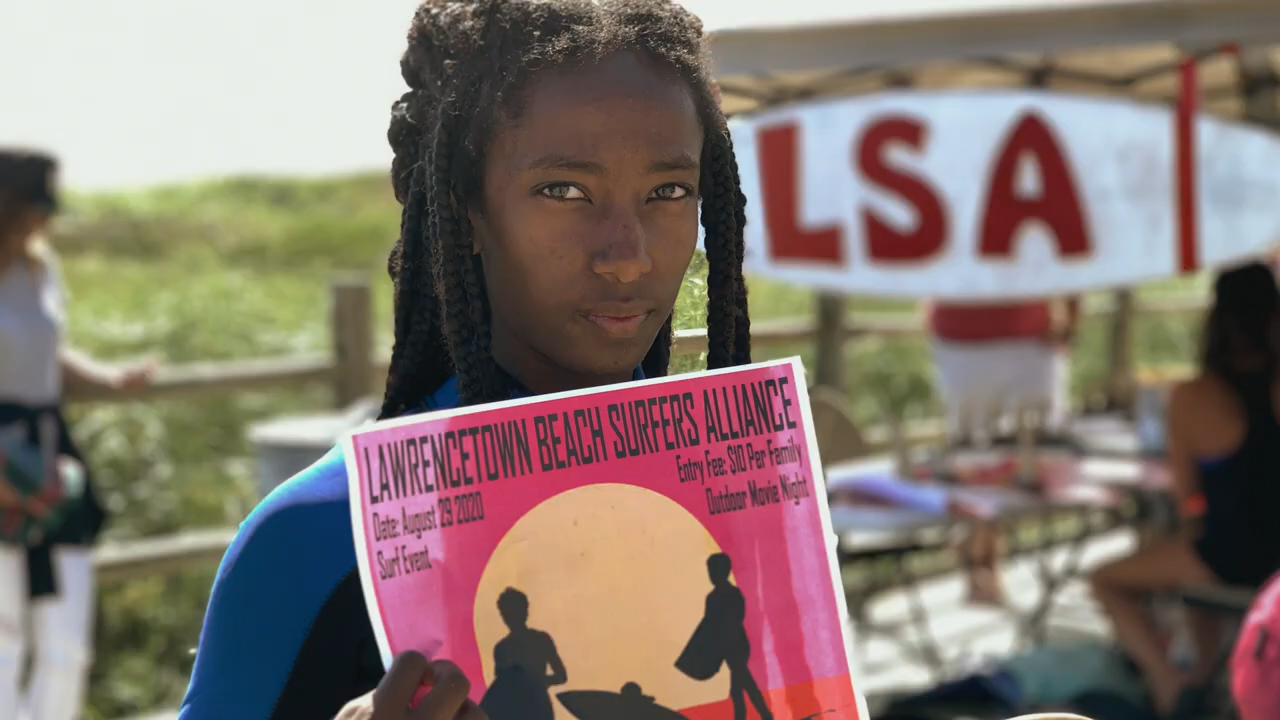 LSA
LAWRENCETOWN BEACH SURFERS ALLIANCE
Date: August 29 2020
Surf Event
Entry Fee: $10 Per Family
Outdoor Movie Night